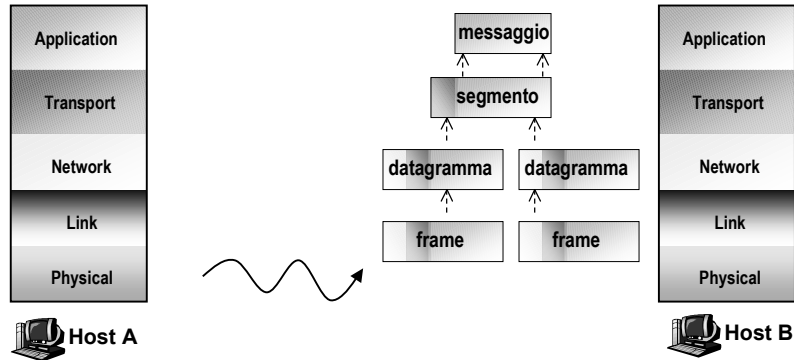 Application
Transport
Network
Link
Physical
Host A
messaggio
segmento
datagramma datagramma
frame frame
Application
Transport
Network
Link
Physical
Host B